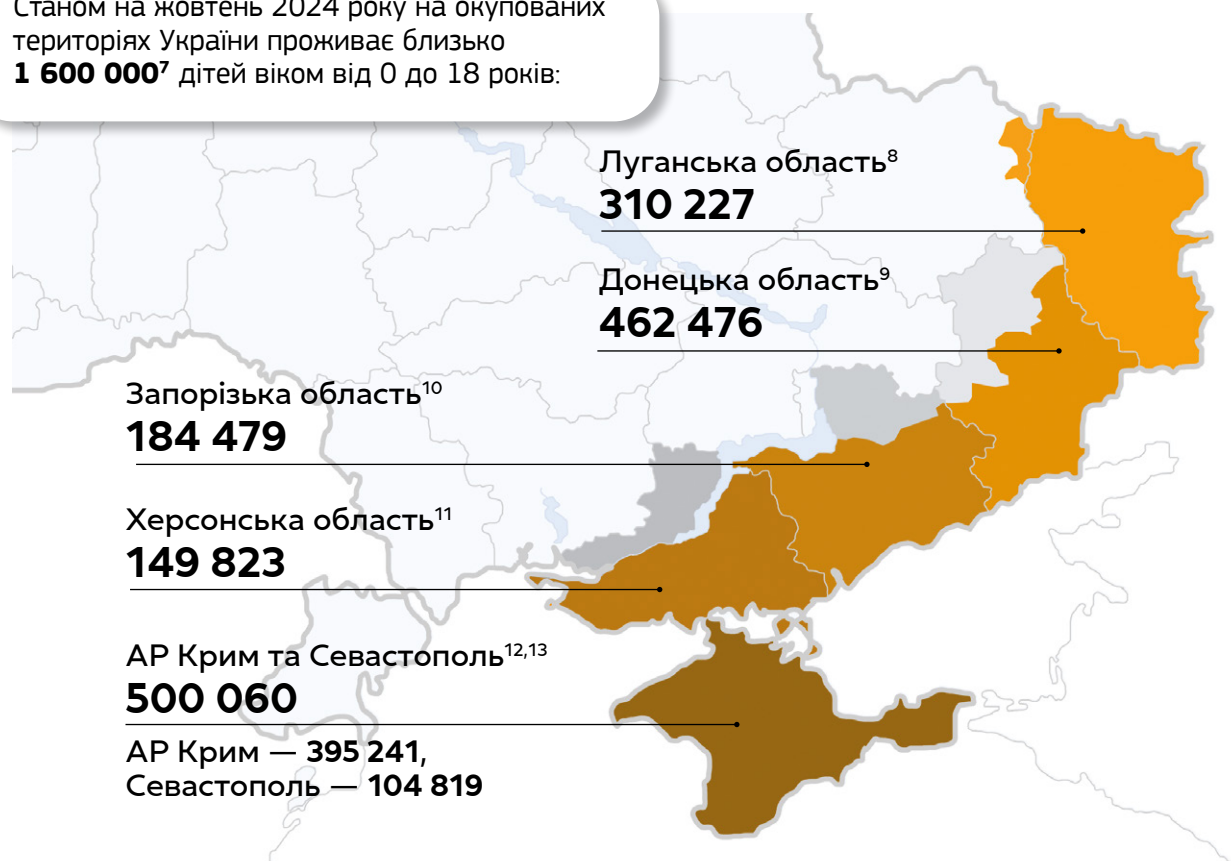 Станом на жовтень 2024 року на окупованих
територіях України проживає близько
1 600 000⁷ дітей віком від 0 до 18 років:
Луганська область⁸
310 227
Донецька область⁹
462 476
Запорізька область¹⁰
184 479
Херсонська область¹¹
149 823
АР Крим та Севастополь¹²,¹³
500 060
АР Крим — 395 241,
Севастополь — 104 819